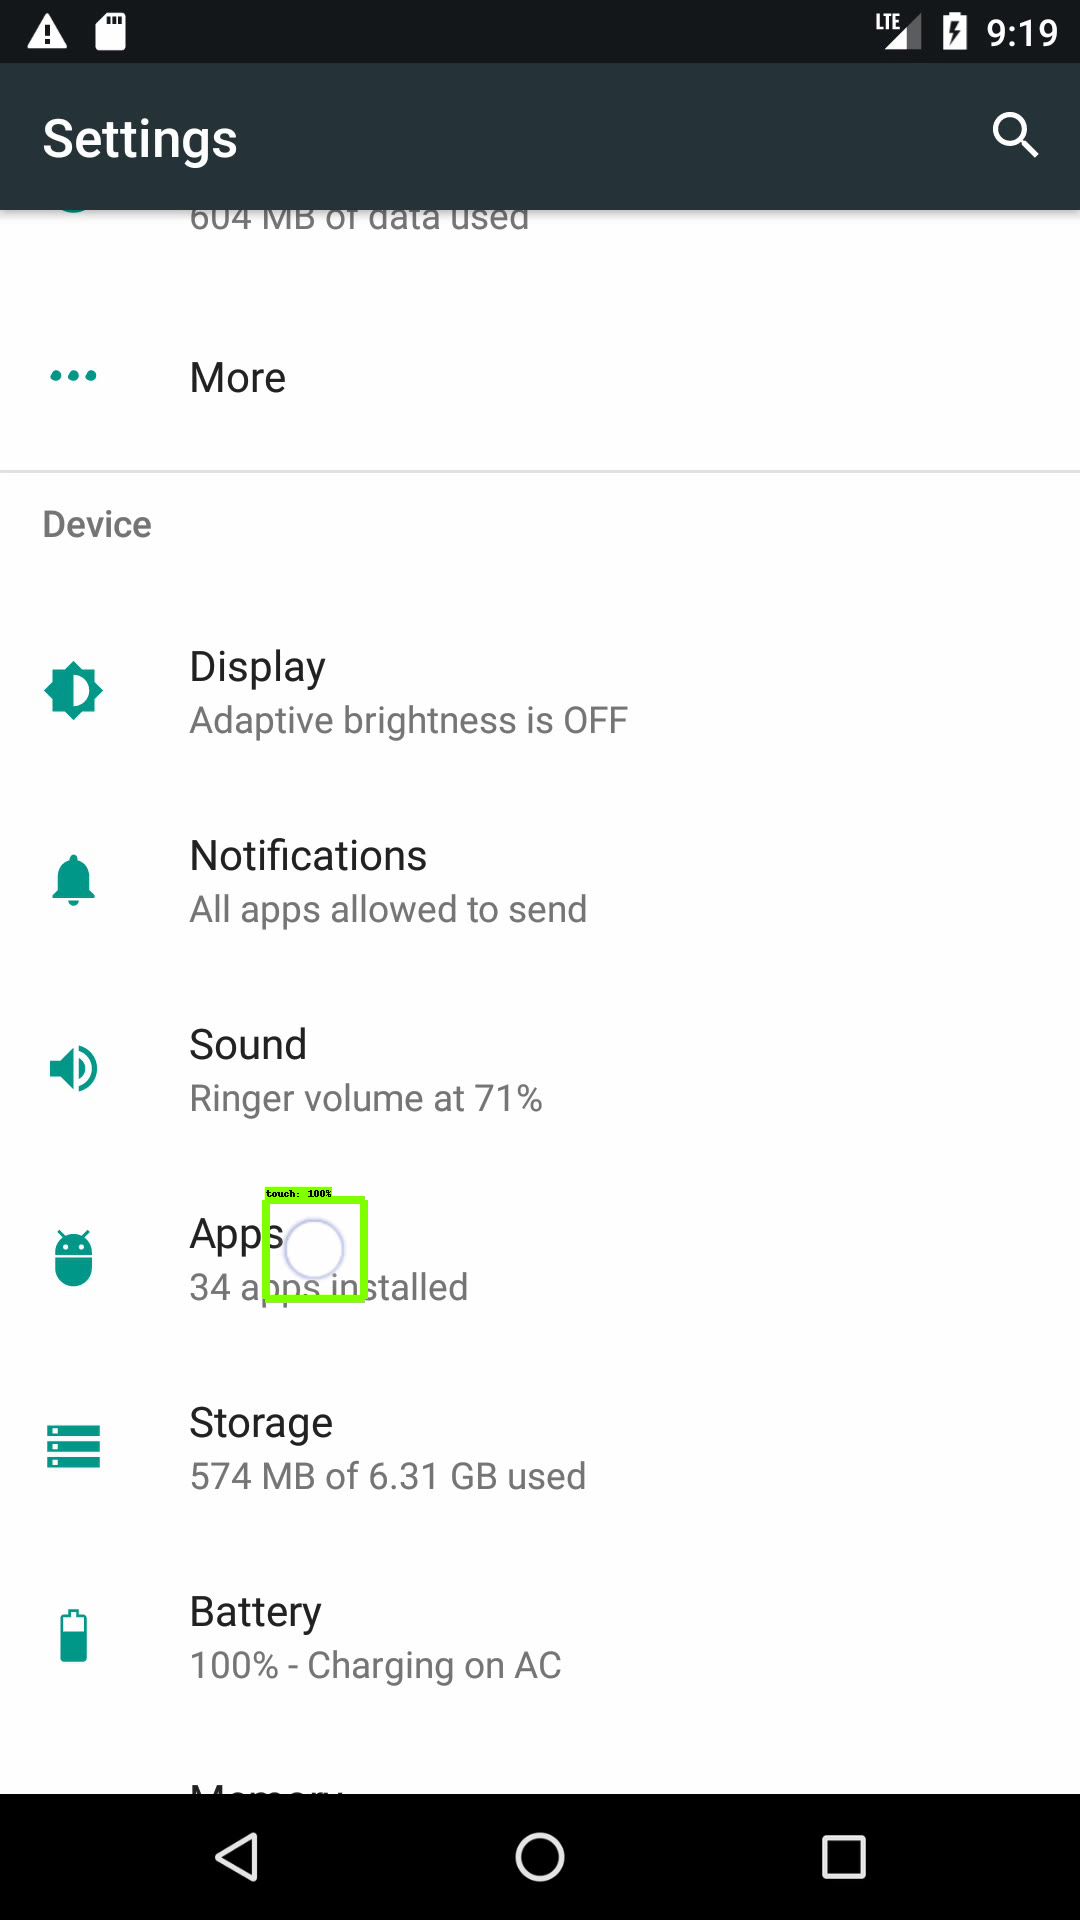 LTE 9:19
Settings
604 MB of data used
More
Device
Display
Adaptive brightness is OFF
Notifications
All apps allowed to send
Sound
Ringer volume at 71%
touch: 100%
Apps
34 apps installed
Storage
574 MB of 6.31 GB used
Battery
100% - Charging on AC
Memory